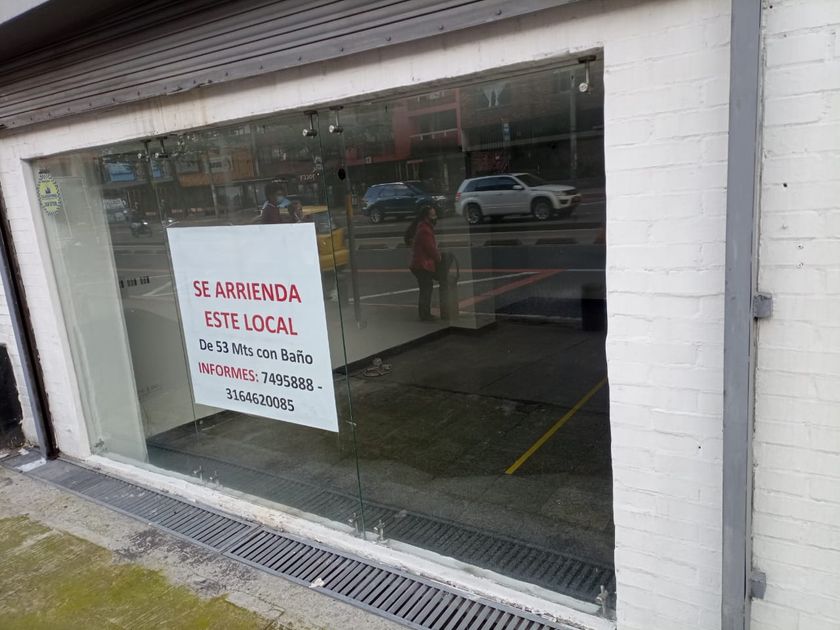 SE ARRIENDA
ESTE LOCAL
De 53 Mts con Baño
INFORMES: 7495888 -
3164620085